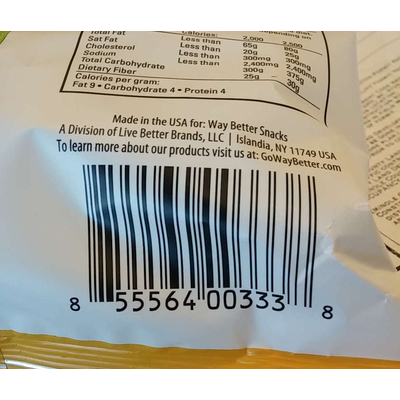 Total Fat
Calories: 2,000 2,500
Sat Fat Less than 65g 80g
Cholesterol Less than 20g 25g
Sodium Less than 300mg 300mg
Total Carbohydrate 2,400mg 2,400mg
Dietary Fiber 300g 375g
25g 30g
Calories per gram:
Fat 9 • Carbohydrate 4 • Protein 4
Made in the USA for: Way Better Snacks
A Division of Live Better Brands, LLC | Islandia, NY 11749 USA
To learn more about our products visit us at: GoWayBetter.com
8 55564 00333 8